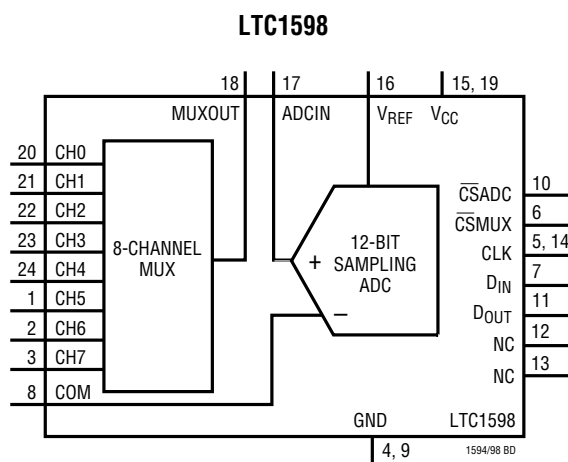 LTC1598
18 17 16 15, 19
MUXOUT ADCIN VREF VCC
20 CH0
21 CH1
22 CH2
23 CH3
24 CH4
1 CH5
2 CH6
3 CH7
8 COM
8-CHANNEL
MUX
+
12-BIT
SAMPLING
ADC
–
C̅S̅ADC 10
C̅S̅MUX 6
CLK 5, 14
DIN 7
DOUT 11
NC 12
NC 13
GND LTC1598
4, 9 1594/98 BD